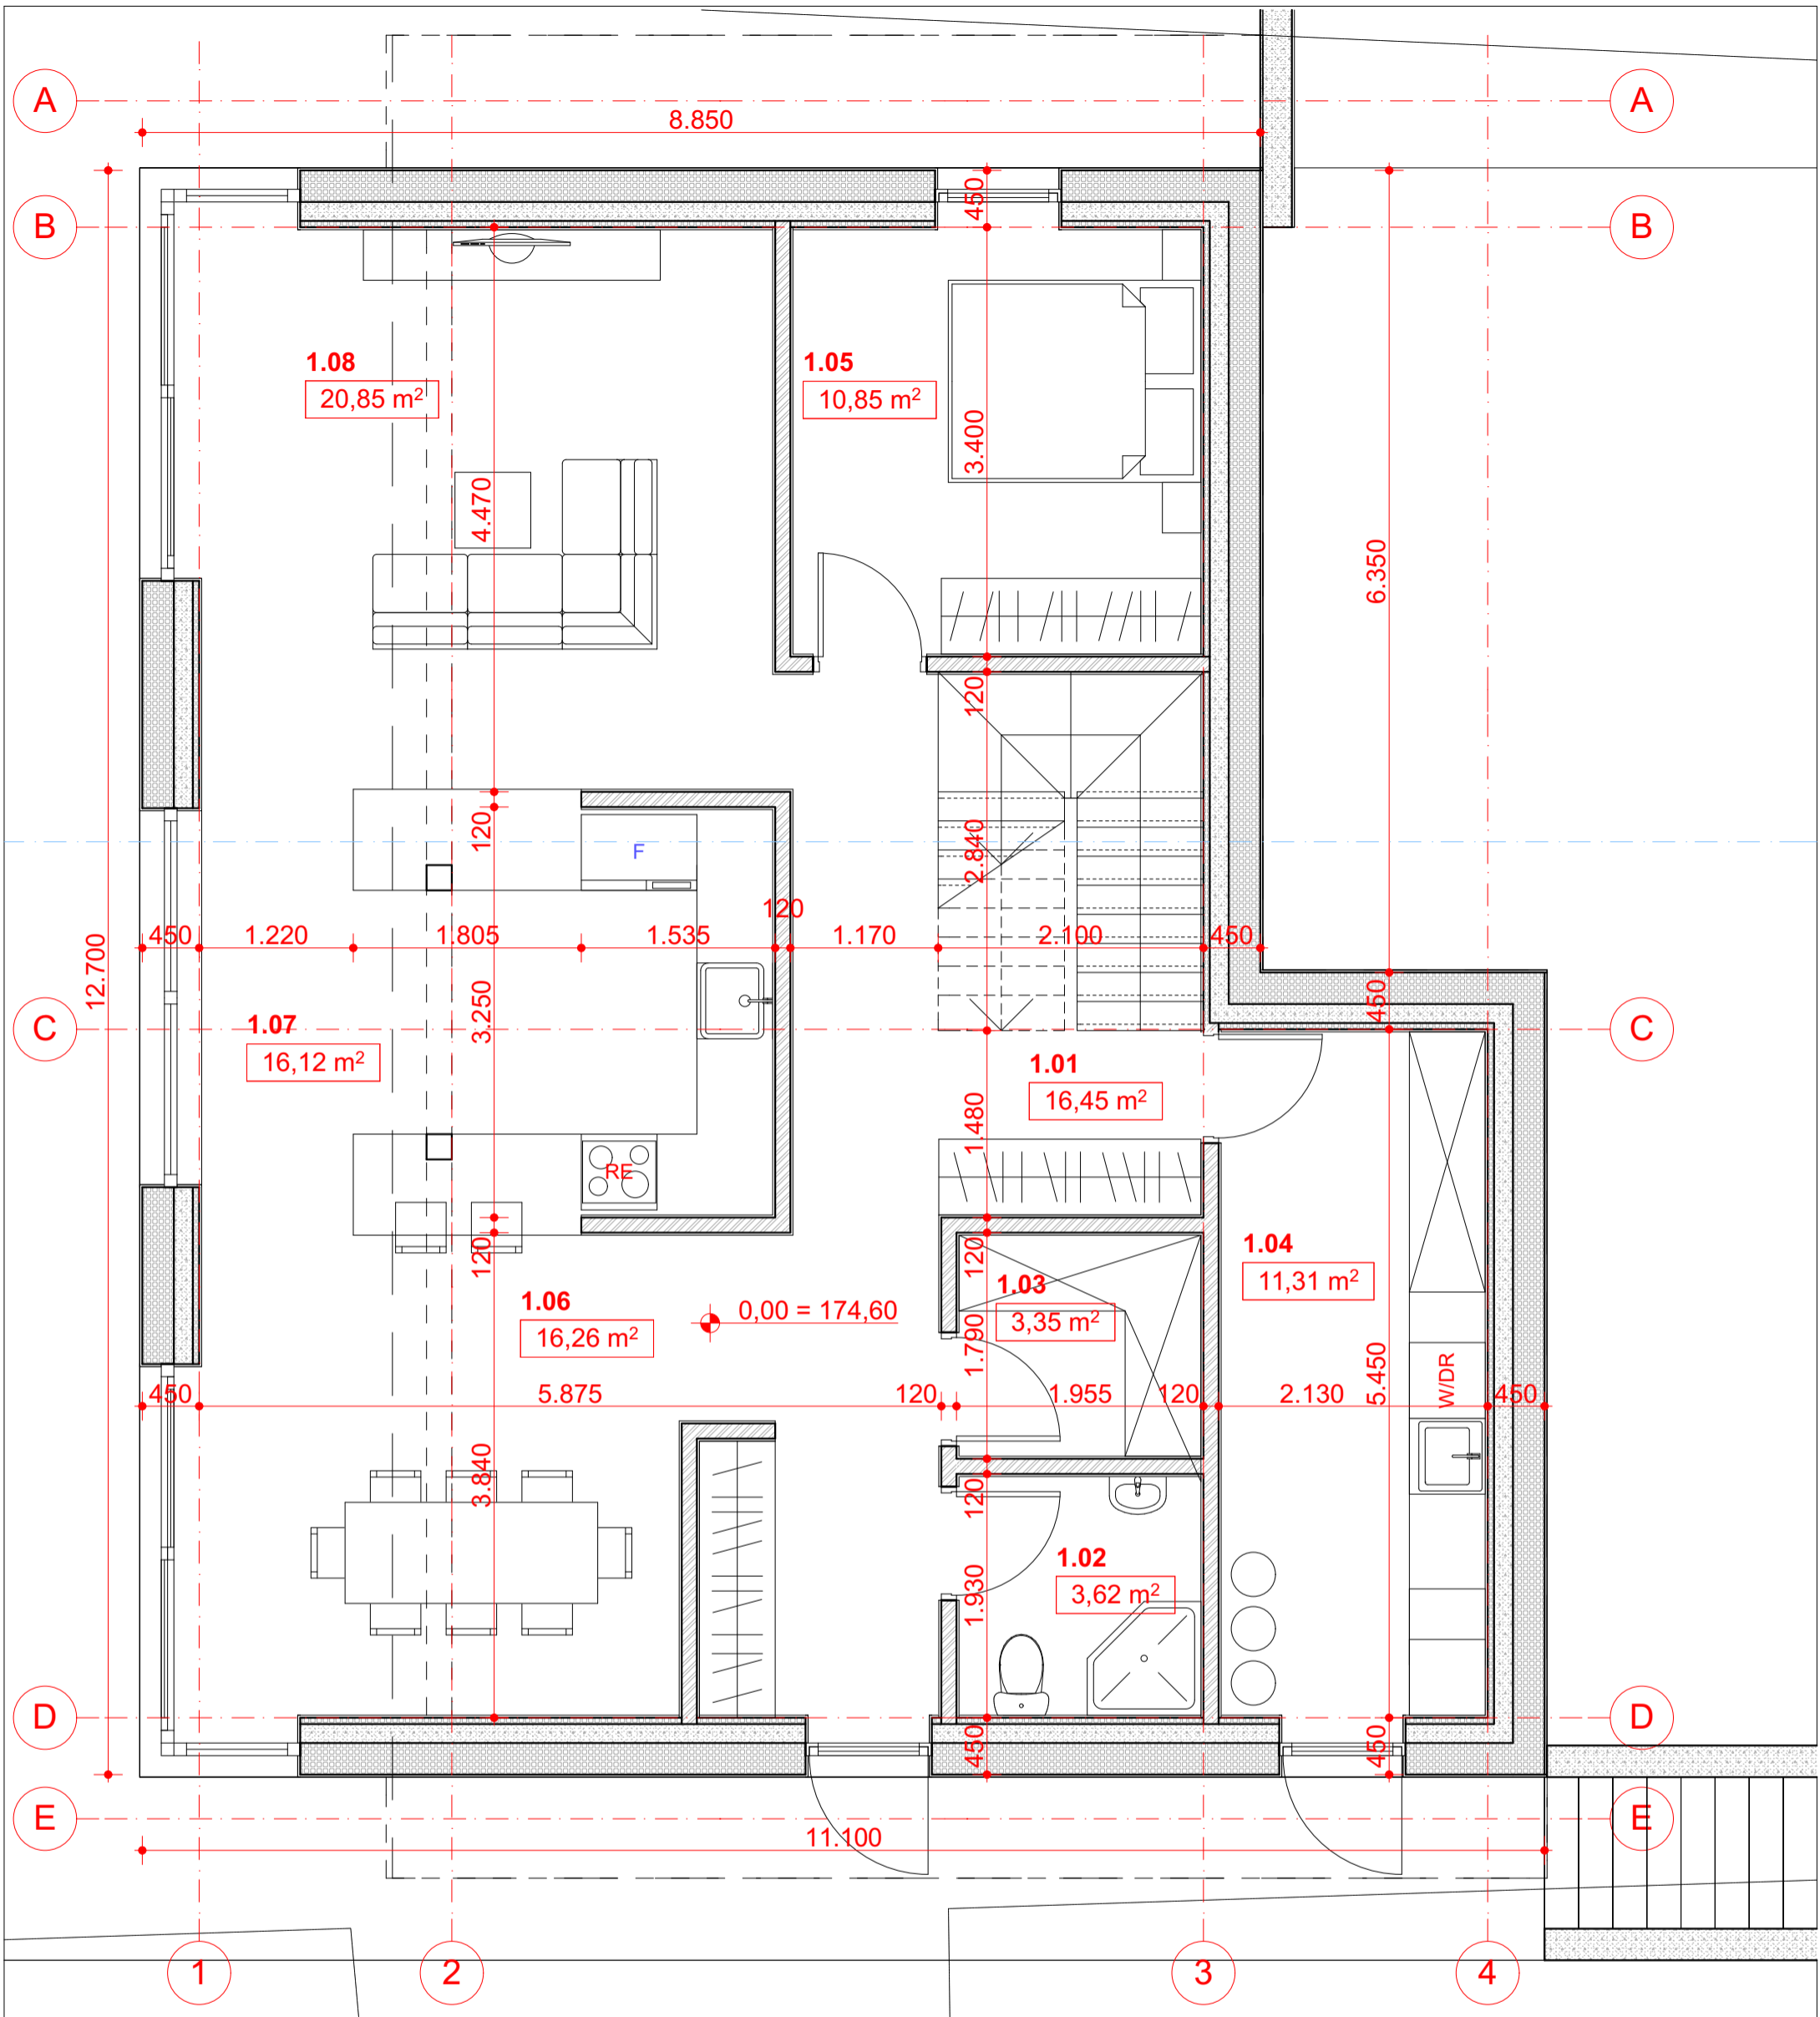 A A
8.850
450
B B
1.08 1.05
20,85 m² 10,85 m²
3.400
4.470
6.350
120
120
F
2.840
120
450 1.220 1.805 1.535 1.170 2.100 450
12.700
3.250
450
C C
1.07
16,12 m²
1.01
16,45 m²
1.480
RE
120
120
1.04
11,31 m²
1.03
3,35 m²
1.06
16,26 m²
0,00 = 174,60
1.790
5.450
W/DR
450 5.875 120 1.955 120 2.130 450
3.840
120
1.02
3,62 m²
1.930
D D
450
450
E E
11.100
1 2 3 4